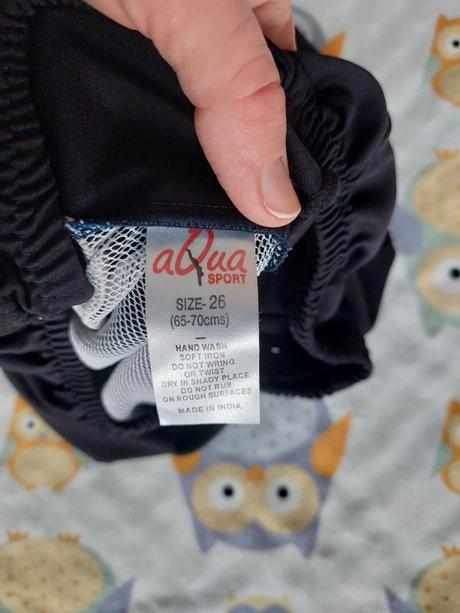 aQua
SPORT
SIZE- 26
(65-70cms)
HAND WASH
SOFT IRON
DO NOT WRING
OR TWIST
DRY IN SHADY PLACE
DO NOT RUB
ON ROUGH SURFACES
MADE IN INDIA